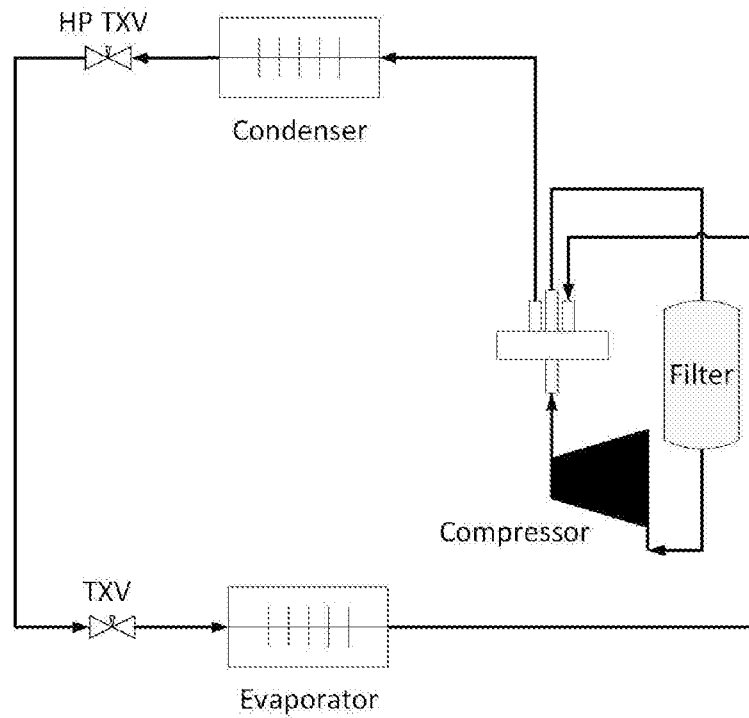 HP TXV
Condenser
Filter
Compressor
TXV
Evaporator